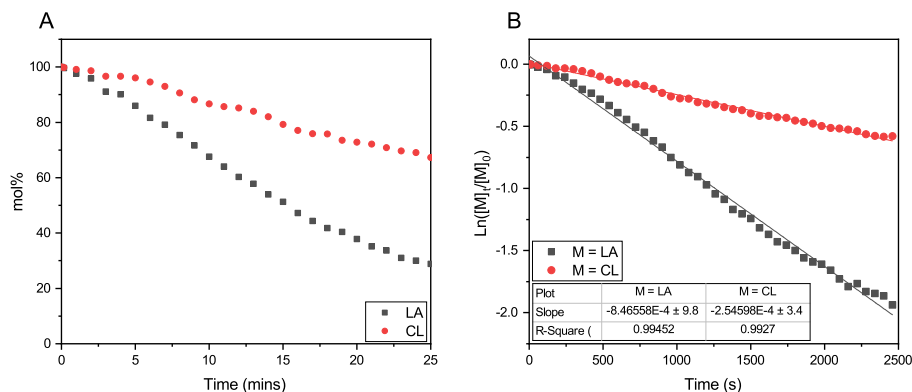 A
mol%
100
80
60
40
20
0
0
5
10
15
20
25
Time (mins)
LA
CL
B
Ln([M]t/[M]0)
0.0
-0.5
-1.0
-1.5
-2.0
0
500
1000
1500
2000
2500
Time (s)
M = LA
M = CL
Plot M = LA M = CL
Slope -8.46558E-4 ± 9.8 -2.54598E-4 ± 3.4
R-Square ( 0.99452 0.9927